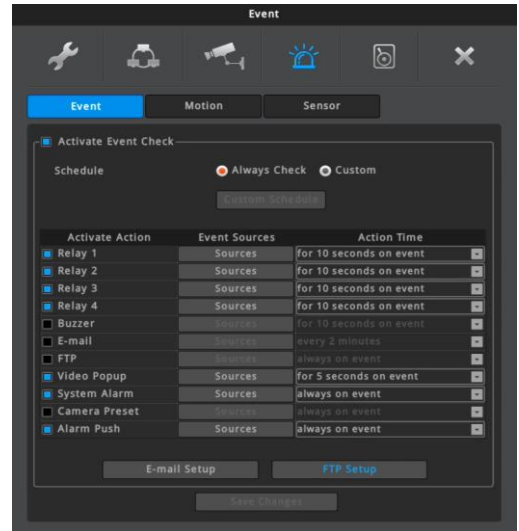 Event
Event Motion Sensor
Activate Event Check
Schedule Always Check Custom
Custom Schedule
Activate Action Event Sources Action Time
Relay 1 Sources for 10 seconds on event
Relay 2 Sources for 10 seconds on event
Relay 3 Sources for 10 seconds on event
Relay 4 Sources for 10 seconds on event
Buzzer Sources for 10 seconds on event
E-mail Sources every 2 minutes
FTP Sources always on event
Video Popup Sources for 5 seconds on event
System Alarm Sources always on event
Camera Preset Sources always on event
Alarm Push Sources always on event
E-mail Setup FTP Setup
Save Changes